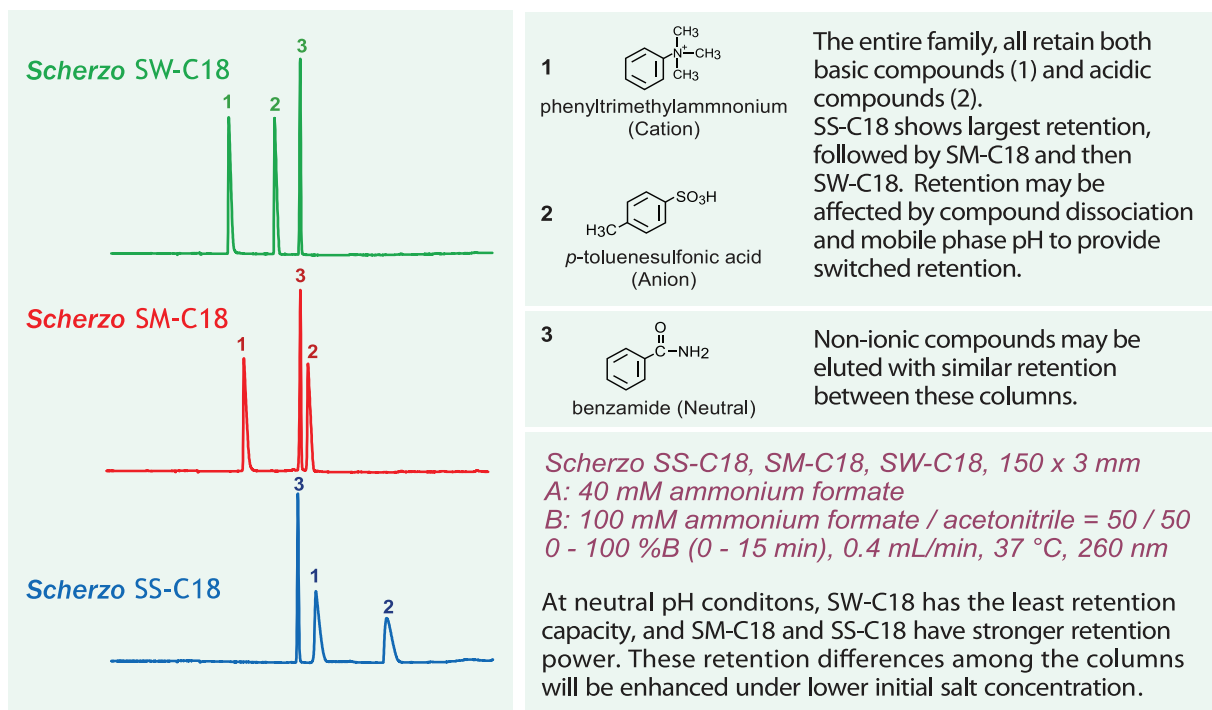 Scherzo SW-C18
1
2
3
Scherzo SM-C18
1
3
2
Scherzo SS-C18
3
1
2
1
CH3
N+ CH3
CH3
phenyltrimethylammnonium
(Cation)
The entire family, all retain both
basic compounds (1) and acidic
compounds (2).
SS-C18 shows largest retention,
followed by SM-C18 and then
SW-C18. Retention may be
affected by compound dissociation
and mobile phase pH to provide
switched retention.
2
SO3H
H3C
p-toluenesulfonic acid
(Anion)
3
O
C NH2
benzamide (Neutral)
Non-ionic compounds may be
eluted with similar retention
between these columns.
Scherzo SS-C18, SM-C18, SW-C18, 150 x 3 mm
A: 40 mM ammonium formate
B: 100 mM ammonium formate / acetonitrile = 50 / 50
0 - 100 %B (0 - 15 min), 0.4 mL/min, 37 °C, 260 nm
At neutral pH conditons, SW-C18 has the least retention
capacity, and SM-C18 and SS-C18 have stronger retention
power. These retention differences among the columns
will be enhanced under lower initial salt concentration.